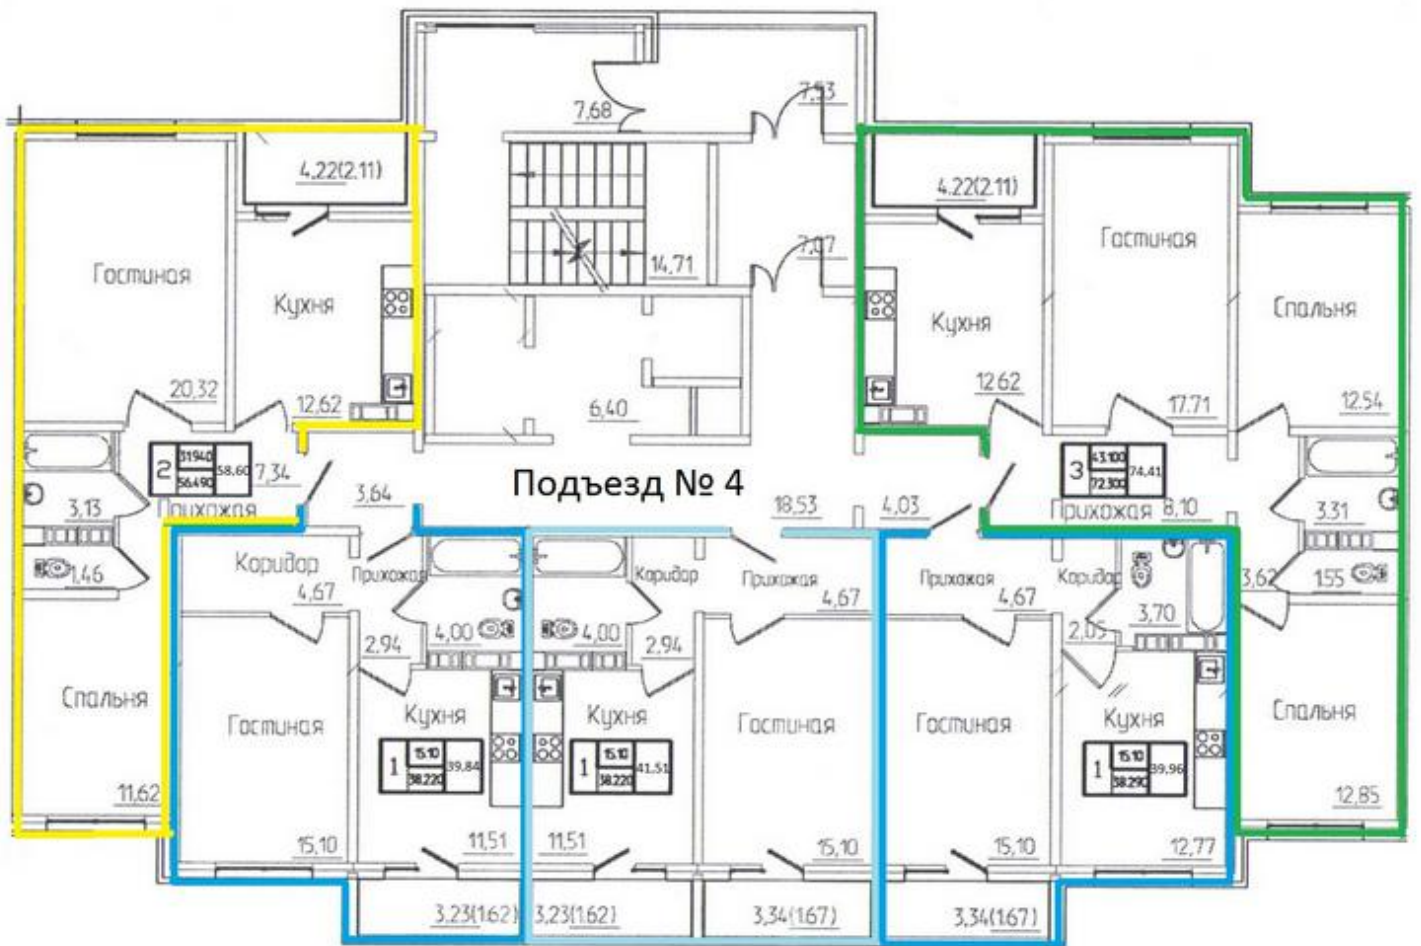 7,68
7,53
4,22(2.11)
4.22(2.11)
Гостиная
Кухня
14,71
7,07
Кухня
Гостиная
Спальня
20,32
12,62
6,40
12.62
17.71
12.54
2
31.940
56.490
58.60
7,34
Прихожая
3,13
3,64
Подъезд № 4
18.53
4,03
3
43.100
72.300
74,41
Прихожая
8,10
3.31
1,46
Коридор
4,67
Прихожая
2,94
4,00
4,00
Коридор
2,94
Прихожая
4,67
Прихожая
4,67
Коридор
2,05
3,70
3,62
1.55
Спальня
11,62
Гостиная
15,10
Кухня
1
15.10
38.220
39,84
11,51
Кухня
1
15.10
38.220
41.51
11,51
Гостиная
15,10
Гостиная
15,10
Кухня
1
15.10
38.290
39,96
12,77
Спальня
12,85
3,23(1.62)
3,23(1.62)
3,34(1.67)
3,34(1.67)